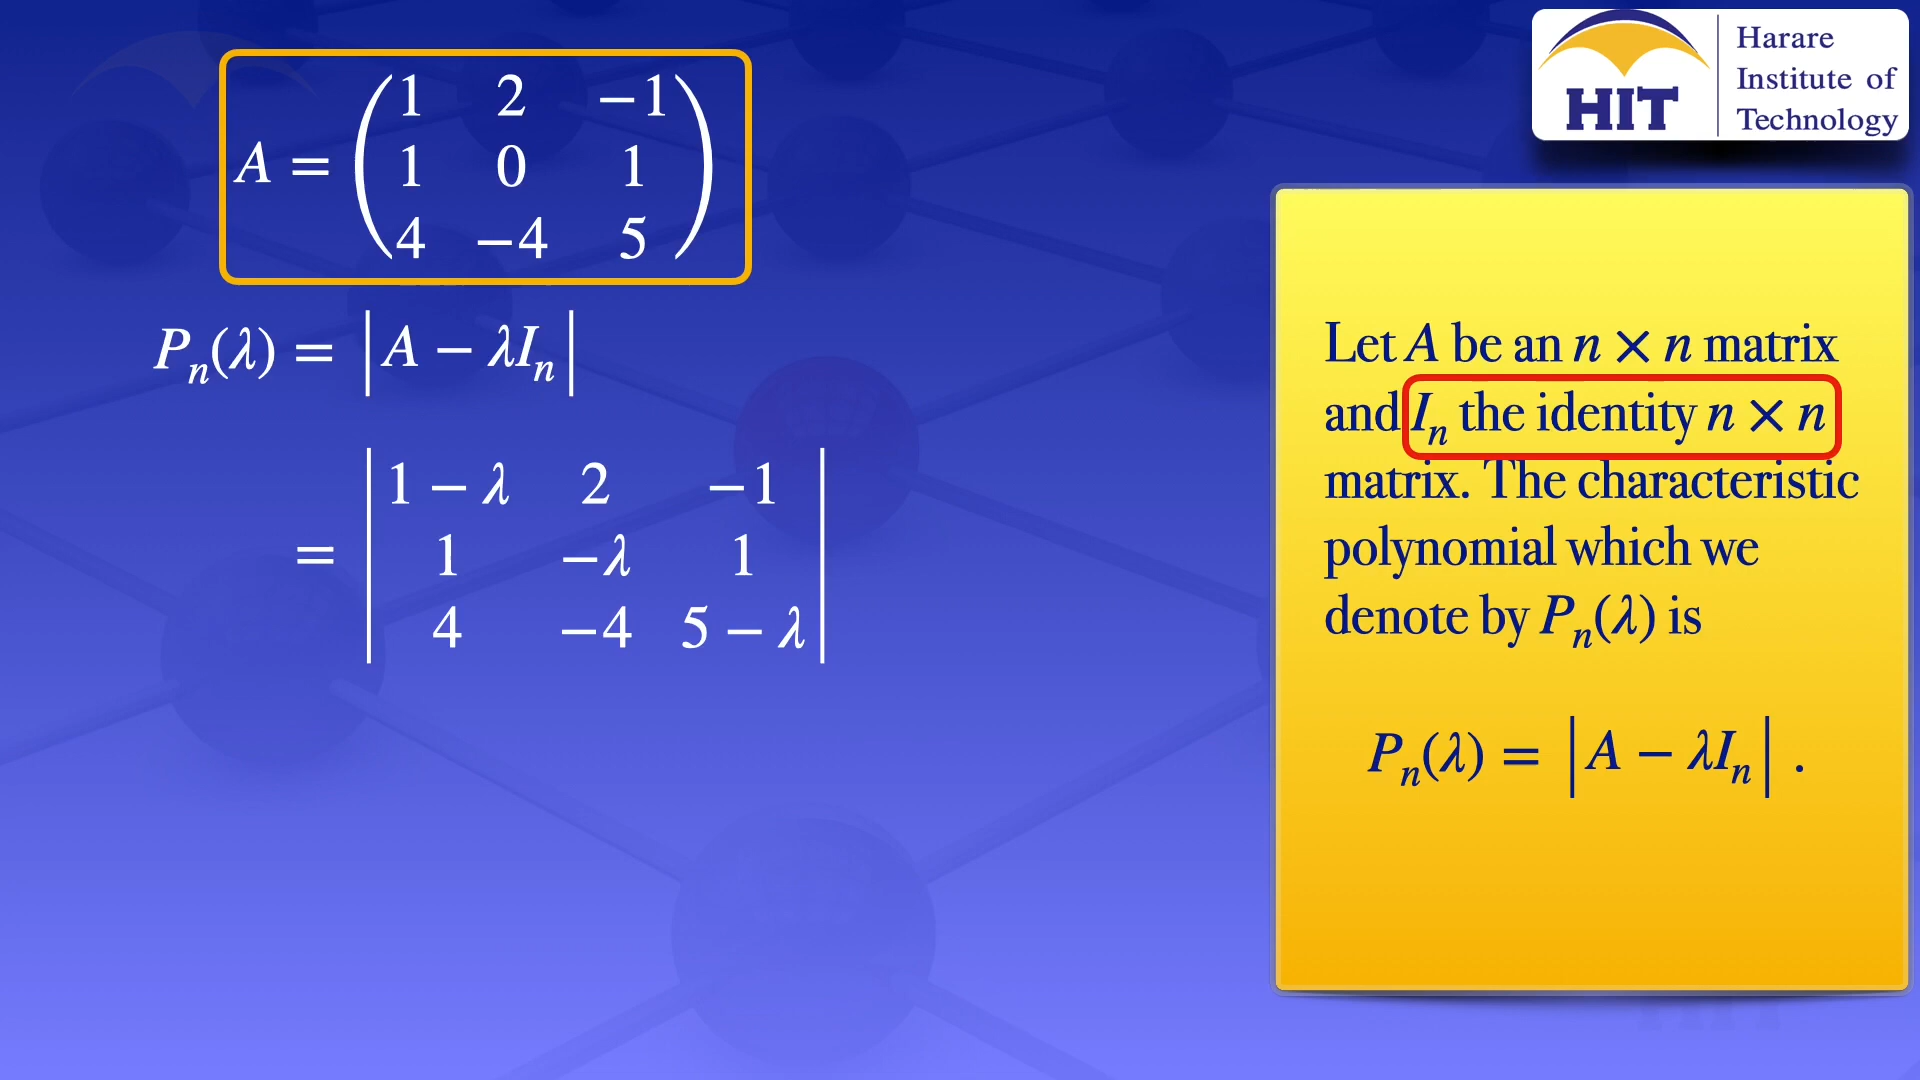 A = ( 1 2 −1
1 0 1
4 −4 5 )
Pₙ(λ) = |A − λIₙ|
= | 1 − λ 2 −1
1 −λ 1
4 −4 5 − λ |
HIT
Harare
Institute of
Technology
Let A be an n × n matrix
and Iₙ the identity n × n
matrix. The characteristic
polynomial which we
denote by Pₙ(λ) is
Pₙ(λ) = |A − λIₙ| .